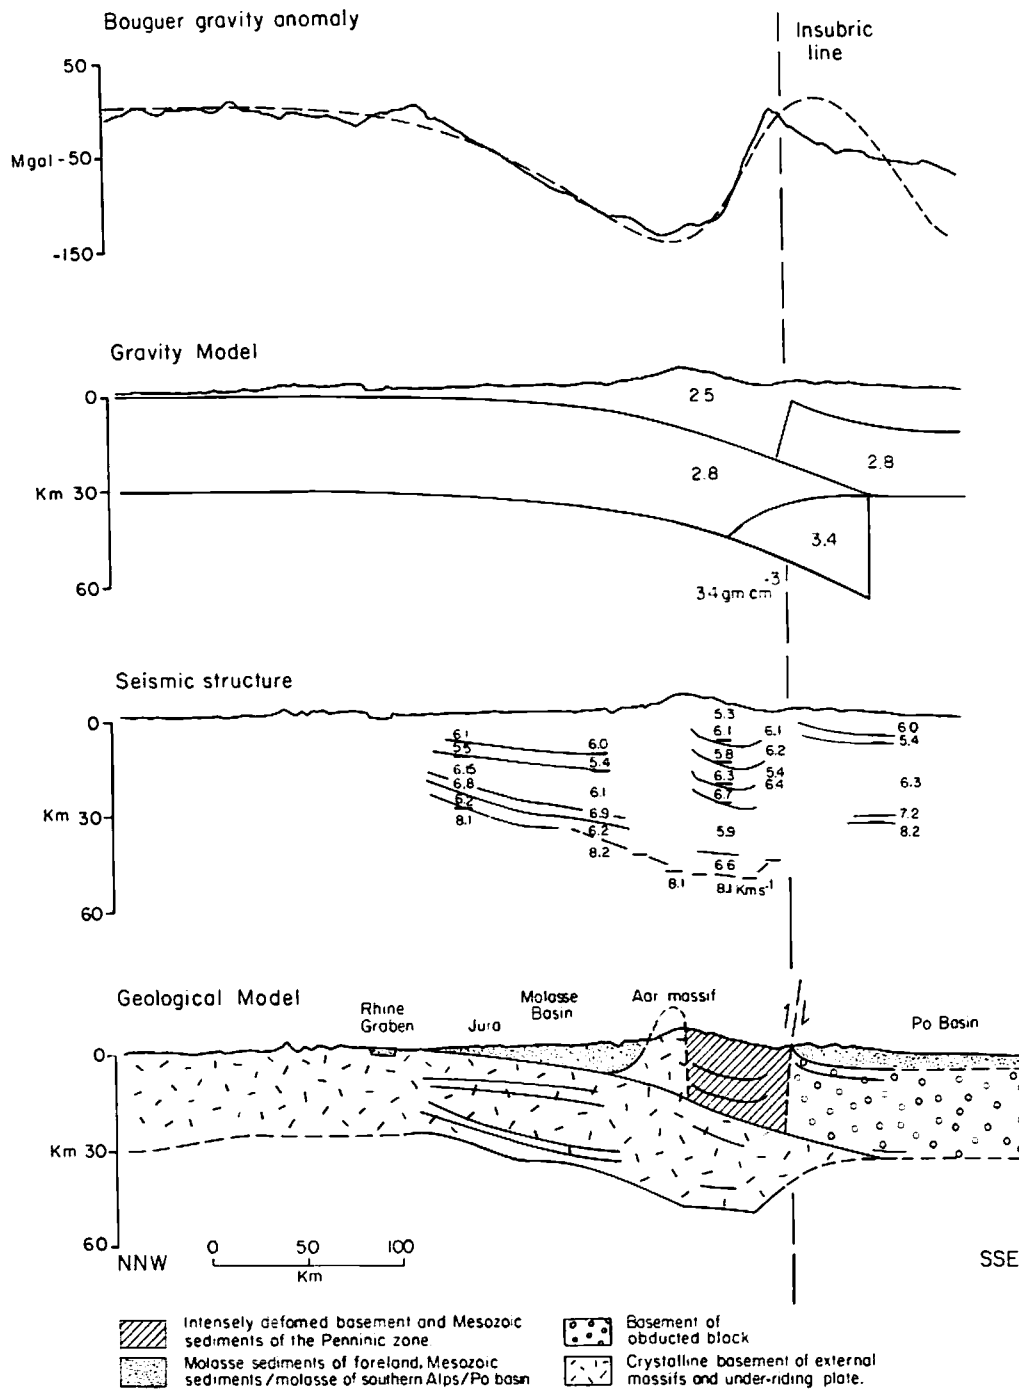 Bouguer gravity anomaly
Insubric
line
50
Mgal -50
-150
Gravity Model
0
Km 30
60
2.5
2.8
2.8
3.4
3.4 gm cm-3
Seismic structure
0
Km 30
60
6.1
5.5
6.15
6.8
6.2
8.1
6.0
5.4
6.1
6.9
6.2
8.2
5.3
6.1
5.8
6.3
6.7
5.9
6.6
8.1
8.1 Kms-1
6.1
6.2
5.4
6.4
6.0
5.4
6.3
7.2
8.2
Geological Model
Rhine
Graben
Jura
Molasse
Basin
Aar massif
Po Basin
0
Km 30
60
NNW
0 50 100
Km
SSE
Intensely defomed basement and Mesozoic
sediments of the Penninic zone
Molasse sediments of foreland, Mesozoic
sediments/molasse of southern Alps/Po basin
Basement of
obducted block
Crystalline basement of external
massifs and under-riding plate.